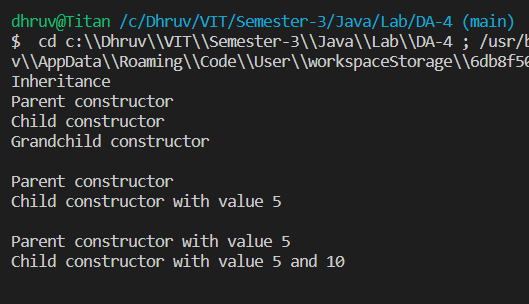 dhruv@Titan /c/Dhruv/VIT/Semester-3/Java/Lab/DA-4 (main)
$  cd c:\\Dhruv\\VIT\\Semester-3\\Java\\Lab\\DA-4 ; /usr/b
v\\AppData\\Roaming\\Code\\User\\workspaceStorage\\6db8f50
Inheritance
Parent constructor
Child constructor
Grandchild constructor
Parent constructor
Child constructor with value 5
Parent constructor with value 5
Child constructor with value 5 and 10